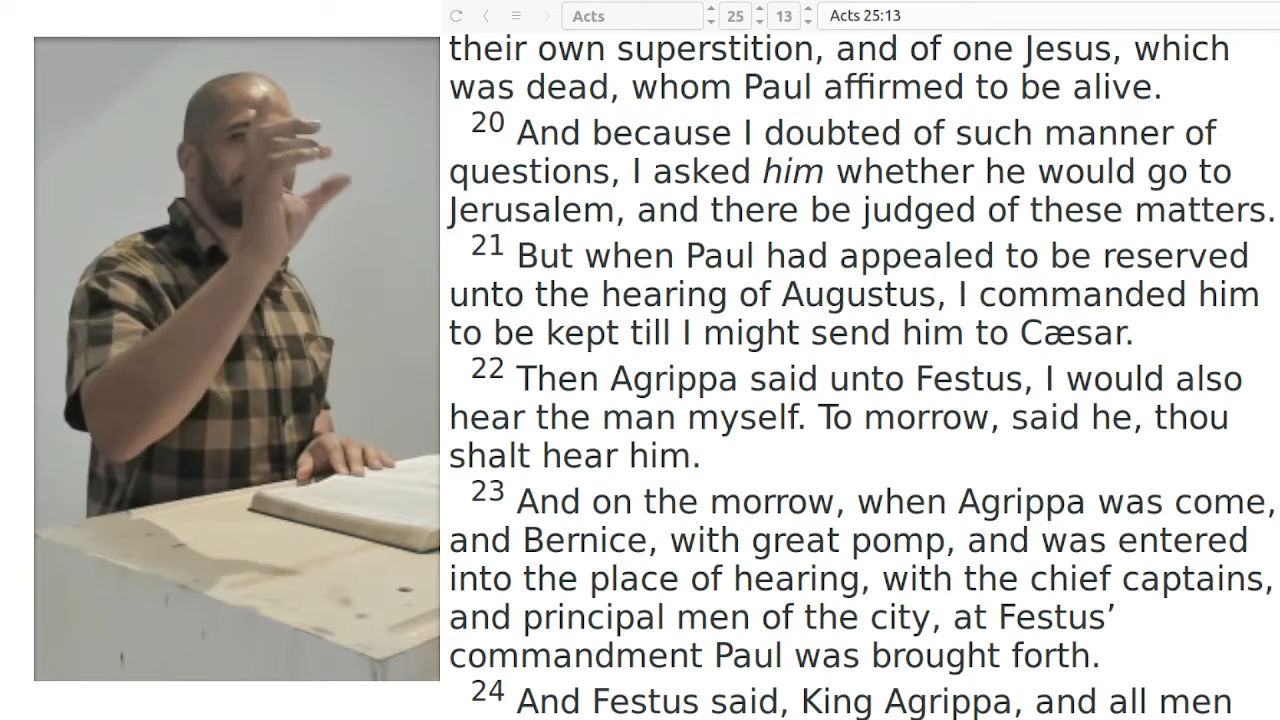 Acts 25 13 Acts 25:13
their own superstition, and of one Jesus, which
was dead, whom Paul affirmed to be alive.
20 And because I doubted of such manner of
questions, I asked him whether he would go to
Jerusalem, and there be judged of these matters.
21 But when Paul had appealed to be reserved
unto the hearing of Augustus, I commanded him
to be kept till I might send him to Cæsar.
22 Then Agrippa said unto Festus, I would also
hear the man myself. To morrow, said he, thou
shalt hear him.
23 And on the morrow, when Agrippa was come,
and Bernice, with great pomp, and was entered
into the place of hearing, with the chief captains,
and principal men of the city, at Festus’
commandment Paul was brought forth.
24 And Festus said, King Agrippa, and all men